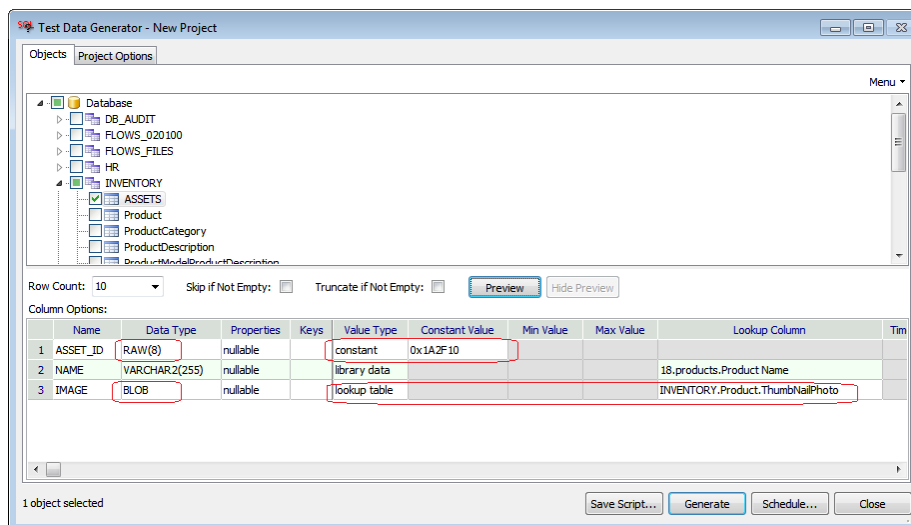 SQL Test Data Generator - New Project
Objects Project Options
Menu
Database
DB_AUDIT
FLOWS_020100
FLOWS_FILES
HR
INVENTORY
ASSETS
Product
ProductCategory
ProductDescription
ProductModelProductDescription
Row Count: 10 Skip if Not Empty: Truncate if Not Empty: Preview Hide Preview
Column Options:
Name Data Type Properties Keys Value Type Constant Value Min Value Max Value Lookup Column Tim
1 ASSET_ID RAW(8) nullable constant 0x1A2F10
2 NAME VARCHAR2(255) nullable library data 18.products.Product Name
3 IMAGE BLOB nullable lookup table INVENTORY.Product.ThumbNailPhoto
1 object selected Save Script... Generate Schedule... Close